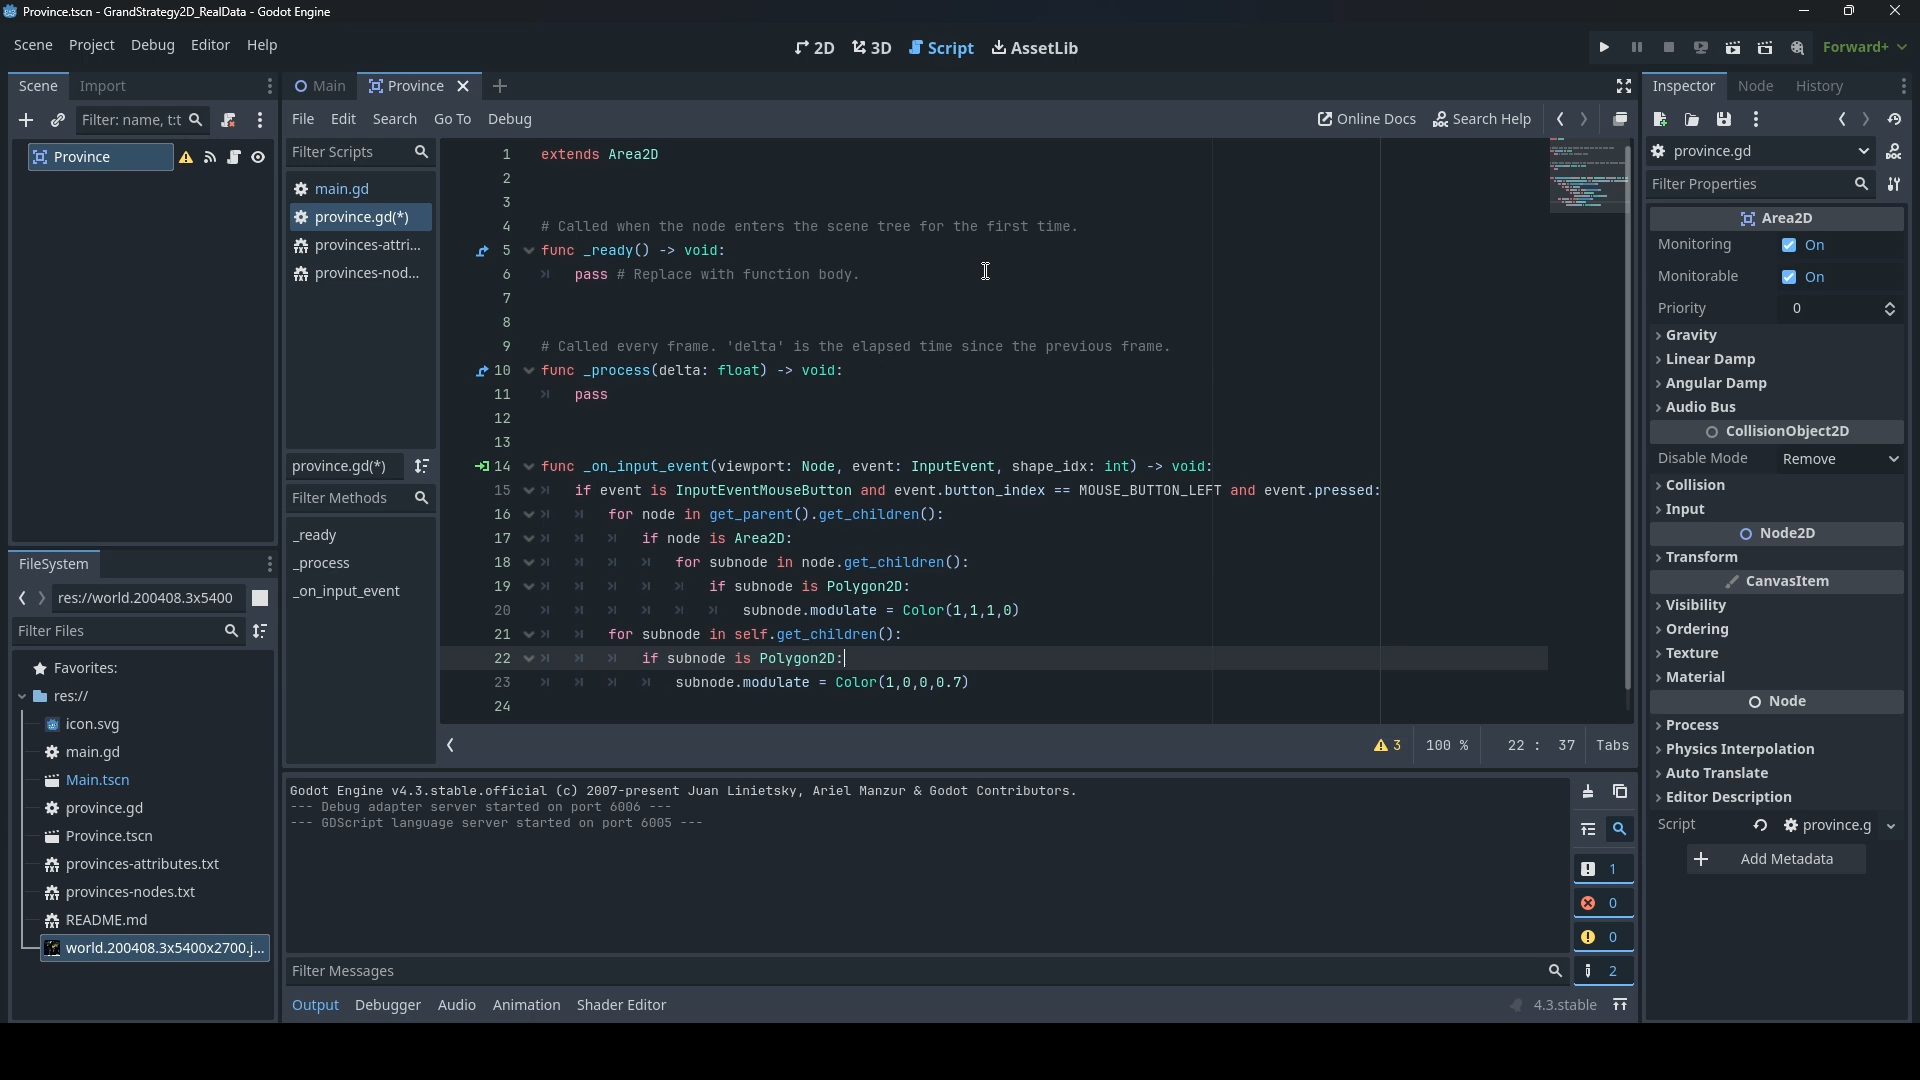 Province.tscn - GrandStrategy2D_RealData - Godot Engine
Scene Project Debug Editor Help
2D 3D Script AssetLib
Forward+
Scene Import
Main Province
Inspector Node History
Filter: name, t:t
File Edit Search Go To Debug
Online Docs Search Help
Province
Filter Scripts
main.gd
province.gd(*)
provinces-attri...
provinces-nod...
province.gd(*)
Filter Methods
_ready
_process
_on_input_event
1 extends Area2D
2
3
4 # Called when the node enters the scene tree for the first time.
5 func _ready() -> void:
6 pass # Replace with function body.
7
8
9 # Called every frame. 'delta' is the elapsed time since the previous frame.
10 func _process(delta: float) -> void:
11 pass
12
13
14 func _on_input_event(viewport: Node, event: InputEvent, shape_idx: int) -> void:
15 if event is InputEventMouseButton and event.button_index == MOUSE_BUTTON_LEFT and event.pressed:
16 for node in get_parent().get_children():
17 if node is Area2D:
18 for subnode in node.get_children():
19 if subnode is Polygon2D:
20 subnode.modulate = Color(1,1,1,0)
21 for subnode in self.get_children():
22 if subnode is Polygon2D:
23 subnode.modulate = Color(1,0,0,0.7)
24
3 100 % 22 : 37 Tabs
FileSystem
res://world.200408.3x5400
Filter Files
Favorites:
res://
icon.svg
main.gd
Main.tscn
province.gd
Province.tscn
provinces-attributes.txt
provinces-nodes.txt
README.md
world.200408.3x5400x2700.j...
Godot Engine v4.3.stable.official (c) 2007-present Juan Linietsky, Ariel Manzur & Godot Contributors.
--- Debug adapter server started on port 6006 ---
--- GDScript language server started on port 6005 ---
1
0
0
2
Filter Messages
Output Debugger Audio Animation Shader Editor
4.3.stable
province.gd
Filter Properties
Area2D
Monitoring On
Monitorable On
Priority 0
Gravity
Linear Damp
Angular Damp
Audio Bus
CollisionObject2D
Disable Mode Remove
Collision
Input
Node2D
Transform
CanvasItem
Visibility
Ordering
Texture
Material
Node
Process
Physics Interpolation
Auto Translate
Editor Description
Script province.g
Add Metadata